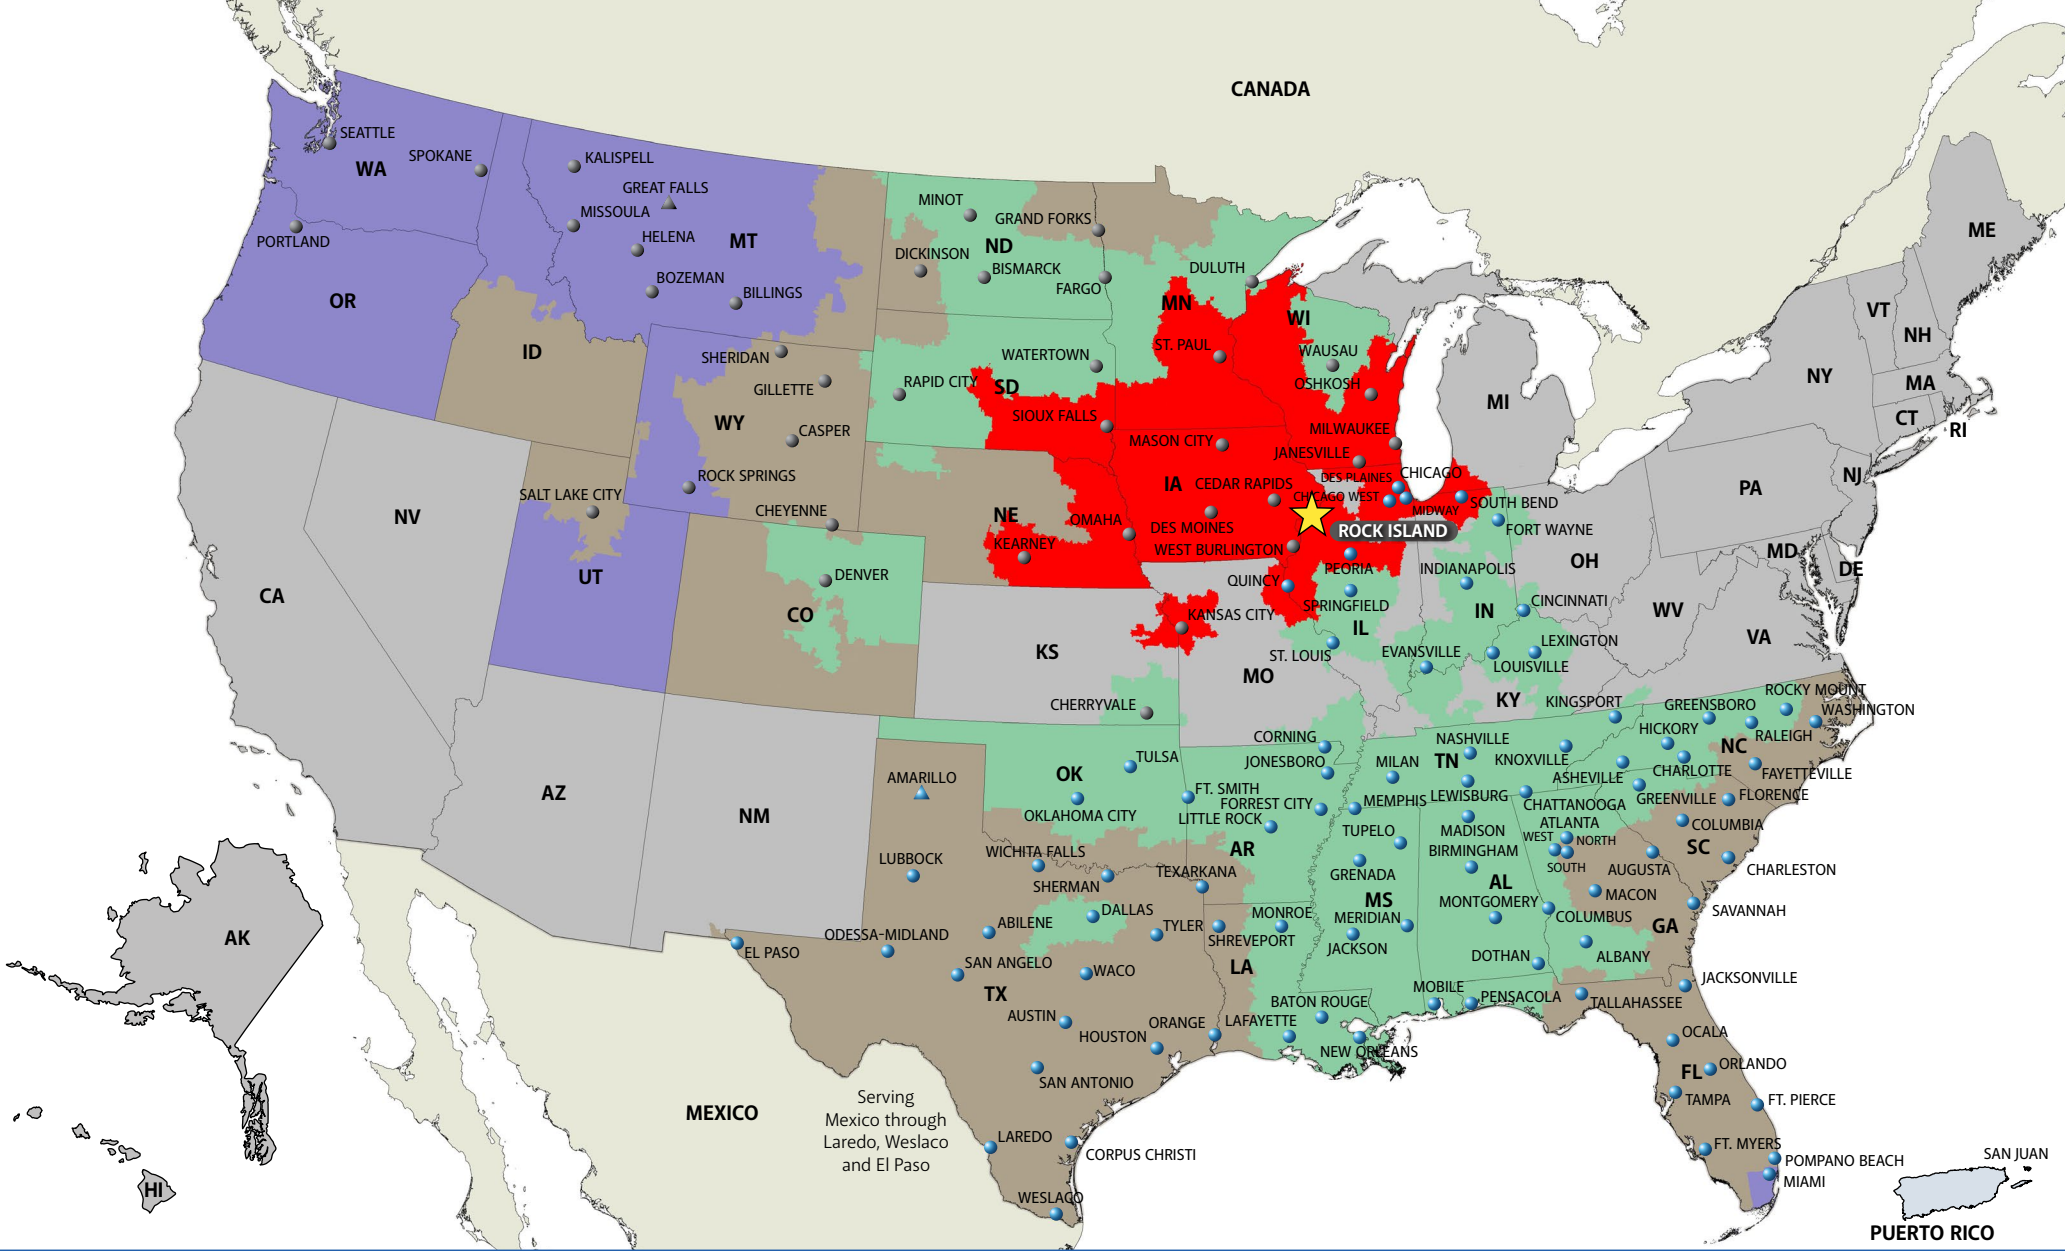 CANADA
SEATTLE
SPOKANE
WA
KALISPELL
GREAT FALLS
MISSOULA
HELENA
MT
PORTLAND
BOZEMAN
BILLINGS
OR
ID
MINOT
GRAND FORKS
DICKINSON
ND
BISMARCK
FARGO
DULUTH
MN
WI
ST. PAUL
WAUSAU
OSHKOSH
WATERTOWN
RAPID CITY
SD
SIOUX FALLS
SHERIDAN
GILLETTE
WY
CASPER
ROCK SPRINGS
CHEYENNE
SALT LAKE CITY
MASON CITY
MILWAUKEE
JANESVILLE
IA
CEDAR RAPIDS
DES PLAINES
CHICAGO
CHICAGO WEST
MIDWAY
SOUTH BEND
FORT WAYNE
ROCK ISLAND
NE
OMAHA
DES MOINES
KEARNEY
WEST BURLINGTON
PEORIA
QUINCY
SPRINGFIELD
IL
INDIANAPOLIS
IN
CINCINNATI
OH
MI
ME
VT
NH
NY
MA
CT
RI
PA
NJ
MD
DE
WV
VA
NV
CA
UT
DENVER
CO
KS
KANSAS CITY
ST. LOUIS
MO
EVANSVILLE
LEXINGTON
LOUISVILLE
KY
CHERRYVALE
KINGSPORT
GREENSBORO
ROCKY MOUNT
WASHINGTON
HICKORY
RALEIGH
NC
CORNING
NASHVILLE
JONESBORO
MILAN
TN
KNOXVILLE
ASHEVILLE
CHARLOTTE
FAYETTEVILLE
AZ
NM
AMARILLO
OK
TULSA
OKLAHOMA CITY
FT. SMITH
FORREST CITY
LITTLE ROCK
MEMPHIS
LEWISBURG
CHATTANOOGA
GREENVILLE
FLORENCE
TUPELO
MADISON
ATLANTA
WEST
NORTH
SOUTH
COLUMBIA
SC
AR
BIRMINGHAM
LUBBOCK
WICHITA FALLS
SHERMAN
TEXARKANA
GRENADA
AL
AUGUSTA
CHARLESTON
MS
MONTGOMERY
MACON
DALLAS
MONROE
MERIDIAN
COLUMBUS
SAVANNAH
GA
ABILENE
TYLER
SHREVEPORT
JACKSON
ODESSA-MIDLAND
EL PASO
SAN ANGELO
WACO
LA
DOTHAN
ALBANY
JACKSONVILLE
TX
BATON ROUGE
MOBILE
PENSACOLA
TALLAHASSEE
AUSTIN
HOUSTON
ORANGE
LAFAYETTE
NEW ORLEANS
OCALA
SAN ANTONIO
FL
ORLANDO
TAMPA
FT. PIERCE
MEXICO
Serving
Mexico through
Laredo, Weslaco
and El Paso
LAREDO
CORPUS CHRISTI
WESLACO
FT. MYERS
POMPANO BEACH
MIAMI
SAN JUAN
PUERTO RICO
AK
HI